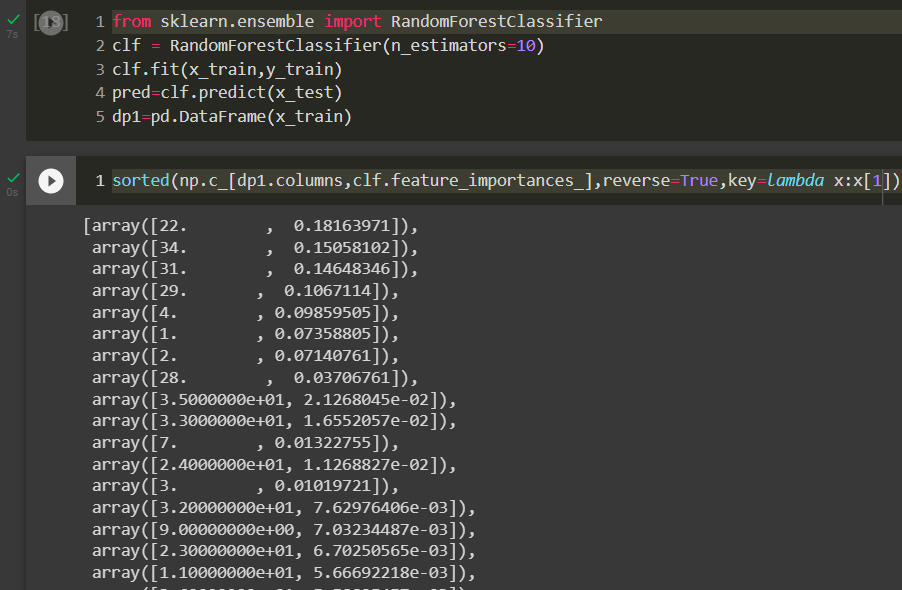 7s
[18]
1 from sklearn.ensemble import RandomForestClassifier
2 clf = RandomForestClassifier(n_estimators=10)
3 clf.fit(x_train,y_train)
4 pred=clf.predict(x_test)
5 dp1=pd.DataFrame(x_train)
0s
1 sorted(np.c_[dp1.columns,clf.feature_importances_],reverse=True,key=lambda x:x[1])
[array([22.        ,  0.18163971]),
array([34.        ,  0.15058102]),
array([31.        ,  0.14648346]),
array([29.       ,  0.1067114]),
array([4.        , 0.09859505]),
array([1.        , 0.07358805]),
array([2.        , 0.07140761]),
array([28.        ,  0.03706761]),
array([3.5000000e+01, 2.1268045e-02]),
array([3.3000000e+01, 1.6552057e-02]),
array([7.        , 0.01322755]),
array([2.4000000e+01, 1.1268827e-02]),
array([3.        , 0.01019721]),
array([3.20000000e+01, 7.62976406e-03]),
array([9.00000000e+00, 7.03234487e-03]),
array([2.30000000e+01, 6.70250565e-03]),
array([1.10000000e+01, 5.66692218e-03]),